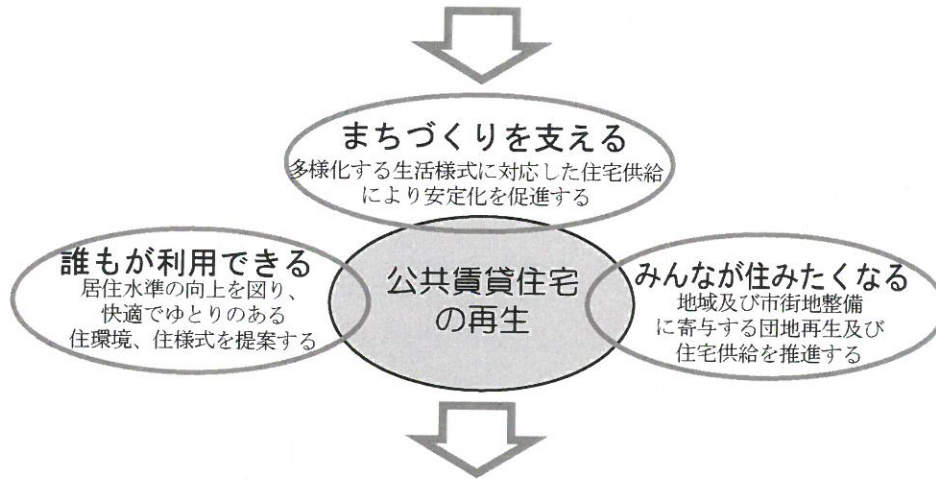 まちづくりを支える
多様化する生活様式に対応した住宅供給
により安定化を促進する
誰もが利用できる
居住水準の向上を図り、
快適でゆとりのある
住環境、住様式を提案する
公共賃貸住宅
の再生
みんなが住みたくなる
地域及び市街地整備
に寄与する団地再生及び
住宅供給を推進する